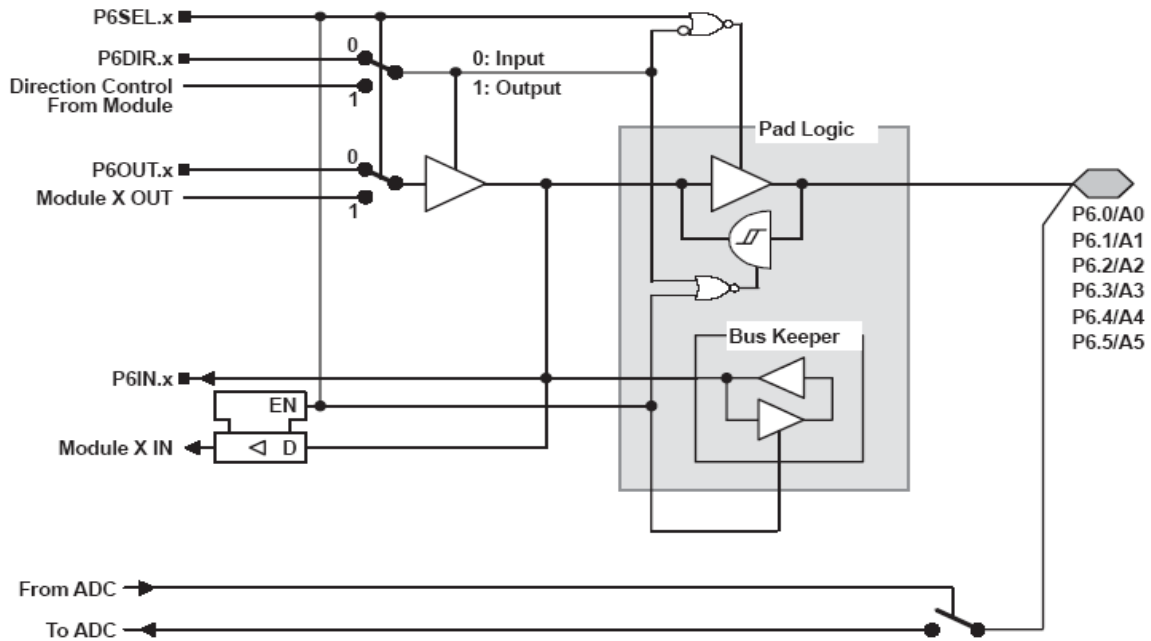 P6SEL.x
P6DIR.x
0
0: Input
Direction Control
From Module
1
1: Output
Pad Logic
P6OUT.x
0
Module X OUT
1
P6.0/A0
P6.1/A1
P6.2/A2
P6.3/A3
P6.4/A4
P6.5/A5
Bus Keeper
P6IN.x
EN
Module X IN
D
From ADC
To ADC